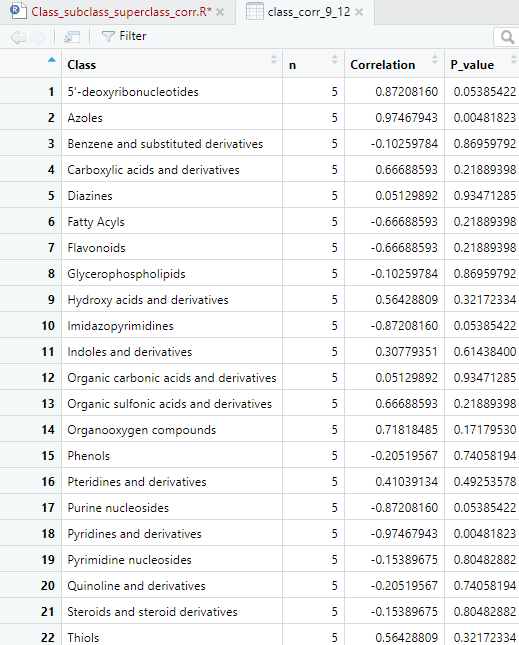 Class_subclass_superclass_corr.R* class_corr_9_12
Filter
Class n Correlation P_value
1 5'-deoxyribonucleotides 5 0.87208160 0.05385422
2 Azoles 5 0.97467943 0.00481823
3 Benzene and substituted derivatives 5 -0.10259784 0.86959792
4 Carboxylic acids and derivatives 5 0.66688593 0.21889398
5 Diazines 5 0.05129892 0.93471285
6 Fatty Acyls 5 -0.66688593 0.21889398
7 Flavonoids 5 -0.66688593 0.21889398
8 Glycerophospholipids 5 -0.10259784 0.86959792
9 Hydroxy acids and derivatives 5 0.56428809 0.32172334
10 Imidazopyrimidines 5 -0.87208160 0.05385422
11 Indoles and derivatives 5 0.30779351 0.61438400
12 Organic carbonic acids and derivatives 5 0.05129892 0.93471285
13 Organic sulfonic acids and derivatives 5 0.66688593 0.21889398
14 Organooxygen compounds 5 0.71818485 0.17179530
15 Phenols 5 -0.20519567 0.74058194
16 Pteridines and derivatives 5 0.41039134 0.49253578
17 Purine nucleosides 5 -0.87208160 0.05385422
18 Pyridines and derivatives 5 -0.97467943 0.00481823
19 Pyrimidine nucleosides 5 -0.15389675 0.80482882
20 Quinoline and derivatives 5 -0.20519567 0.74058194
21 Steroids and steroid derivatives 5 -0.15389675 0.80482882
22 Thiols 5 0.56428809 0.32172334